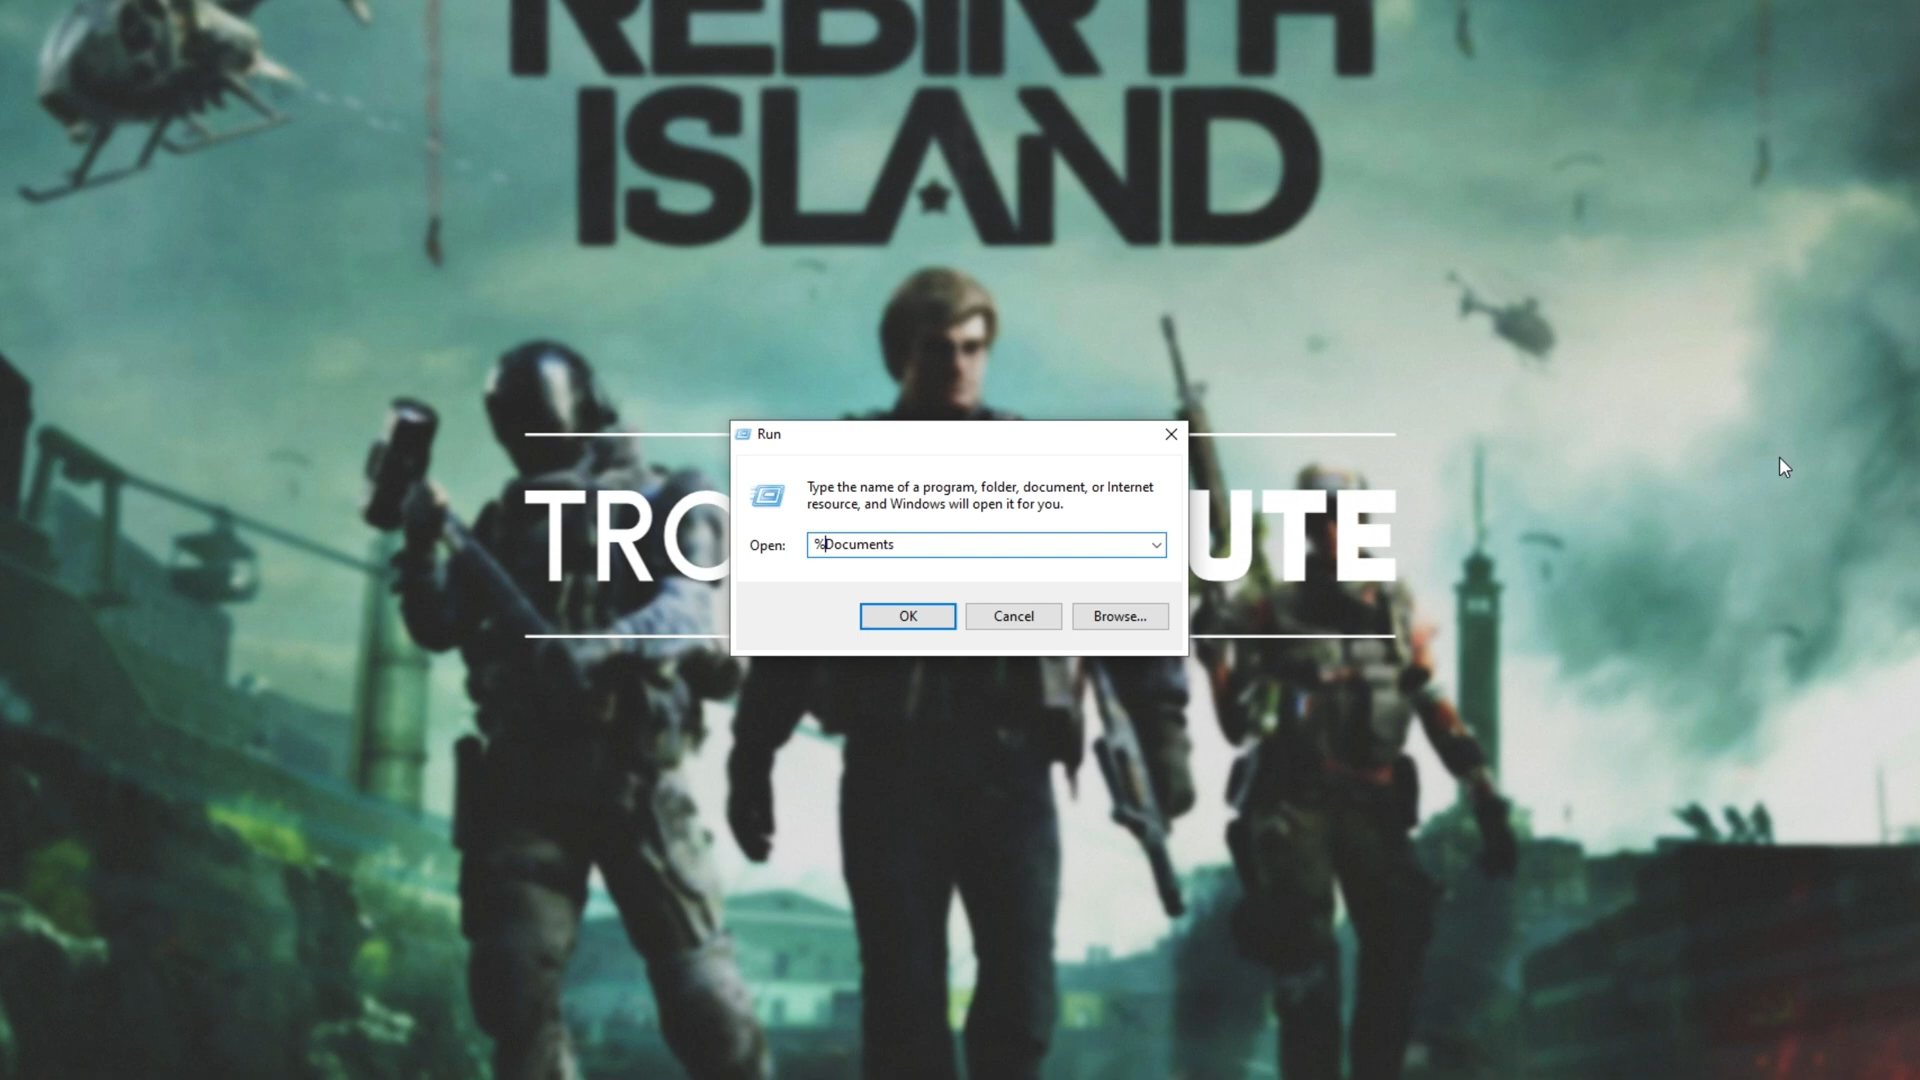 REBIRTH
ISLAND
Run
Type the name of a program, folder, document, or Internet
resource, and Windows will open it for you.
Open: %Documents
TRO UTE
OK Cancel Browse...